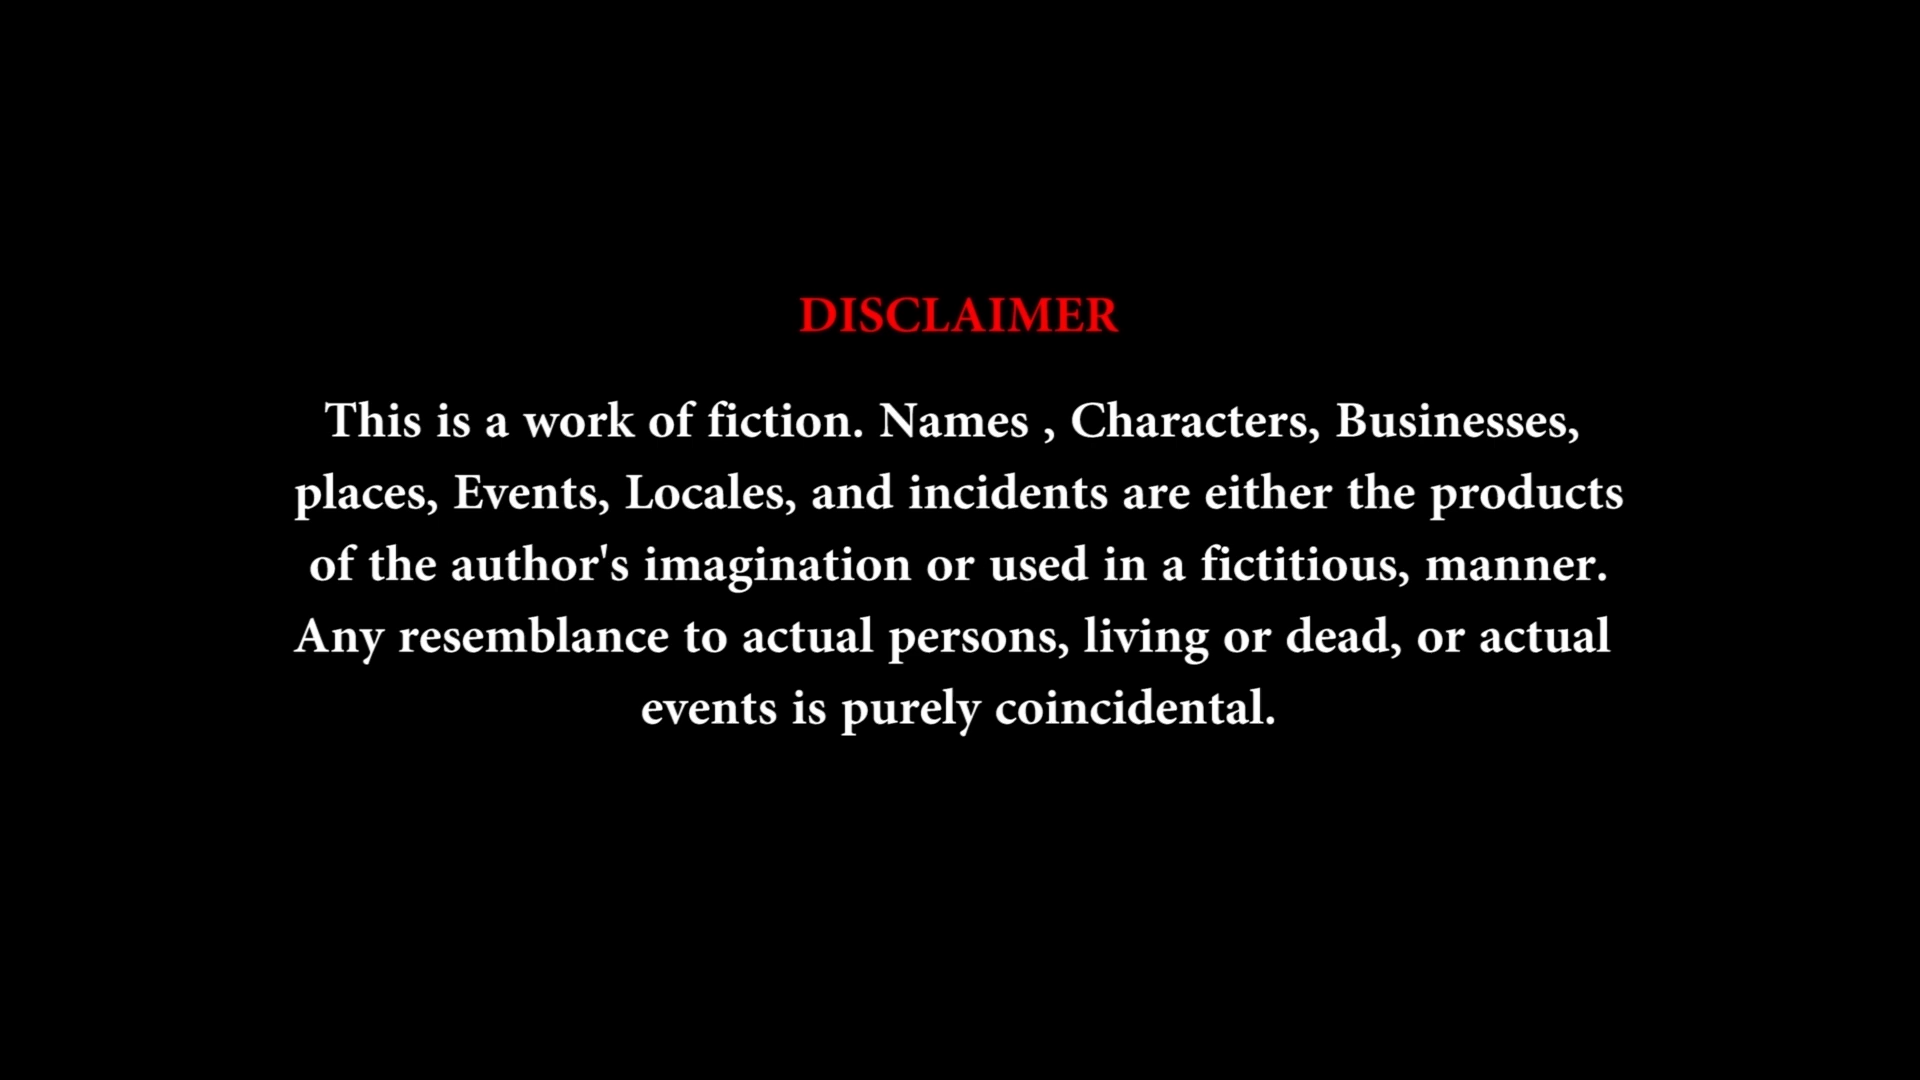 DISCLAIMER
This is a work of fiction. Names , Characters, Businesses,
places, Events, Locales, and incidents are either the products
of the author's imagination or used in a fictitious, manner.
Any resemblance to actual persons, living or dead, or actual
events is purely coincidental.